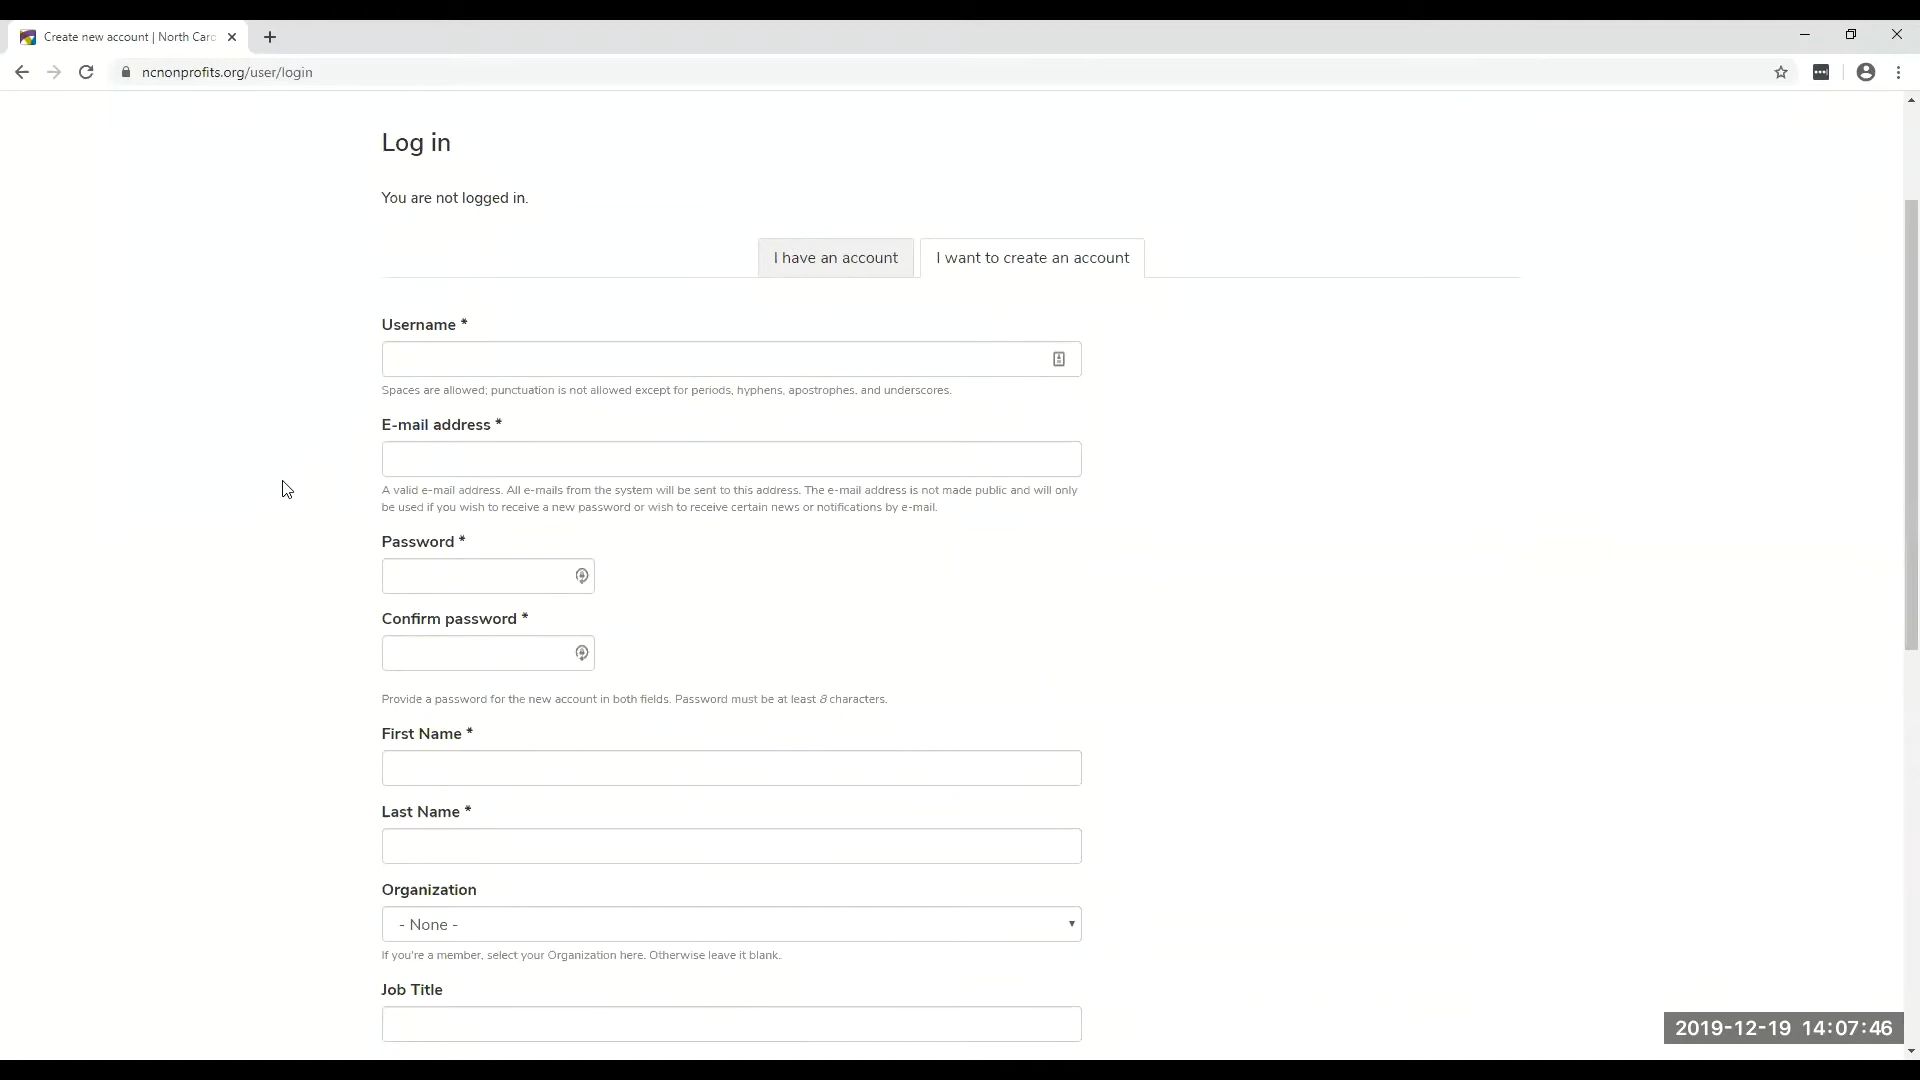 Create new account | North Caro
ncnonprofits.org/user/login
Log in
You are not logged in.
I have an account
I want to create an account
Username *
Spaces are allowed; punctuation is not allowed except for periods, hyphens, apostrophes, and underscores.
E-mail address *
A valid e-mail address. All e-mails from the system will be sent to this address. The e-mail address is not made public and will only
be used if you wish to receive a new password or wish to receive certain news or notifications by e-mail.
Password *
Confirm password *
Provide a password for the new account in both fields. Password must be at least 8 characters.
First Name *
Last Name *
Organization
- None -
If you're a member, select your Organization here. Otherwise leave it blank.
Job Title
2019-12-19 14:07:46